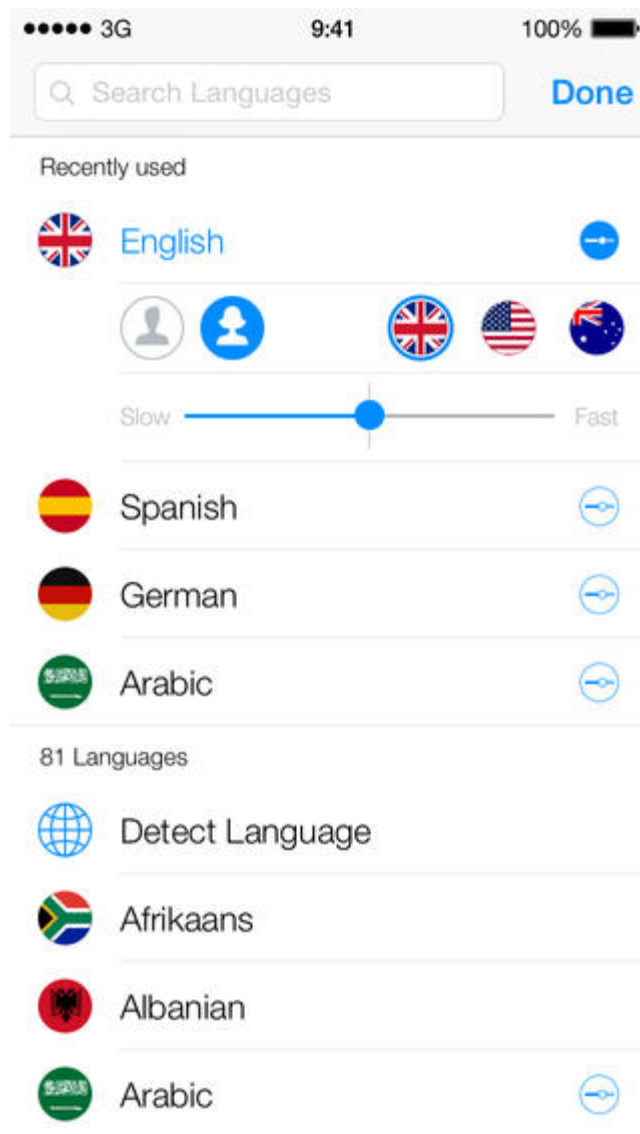 3G 9:41 100%
Search Languages Done
Recently used
English
Slow Fast
Spanish
German
Arabic
81 Languages
Detect Language
Afrikaans
Albanian
Arabic